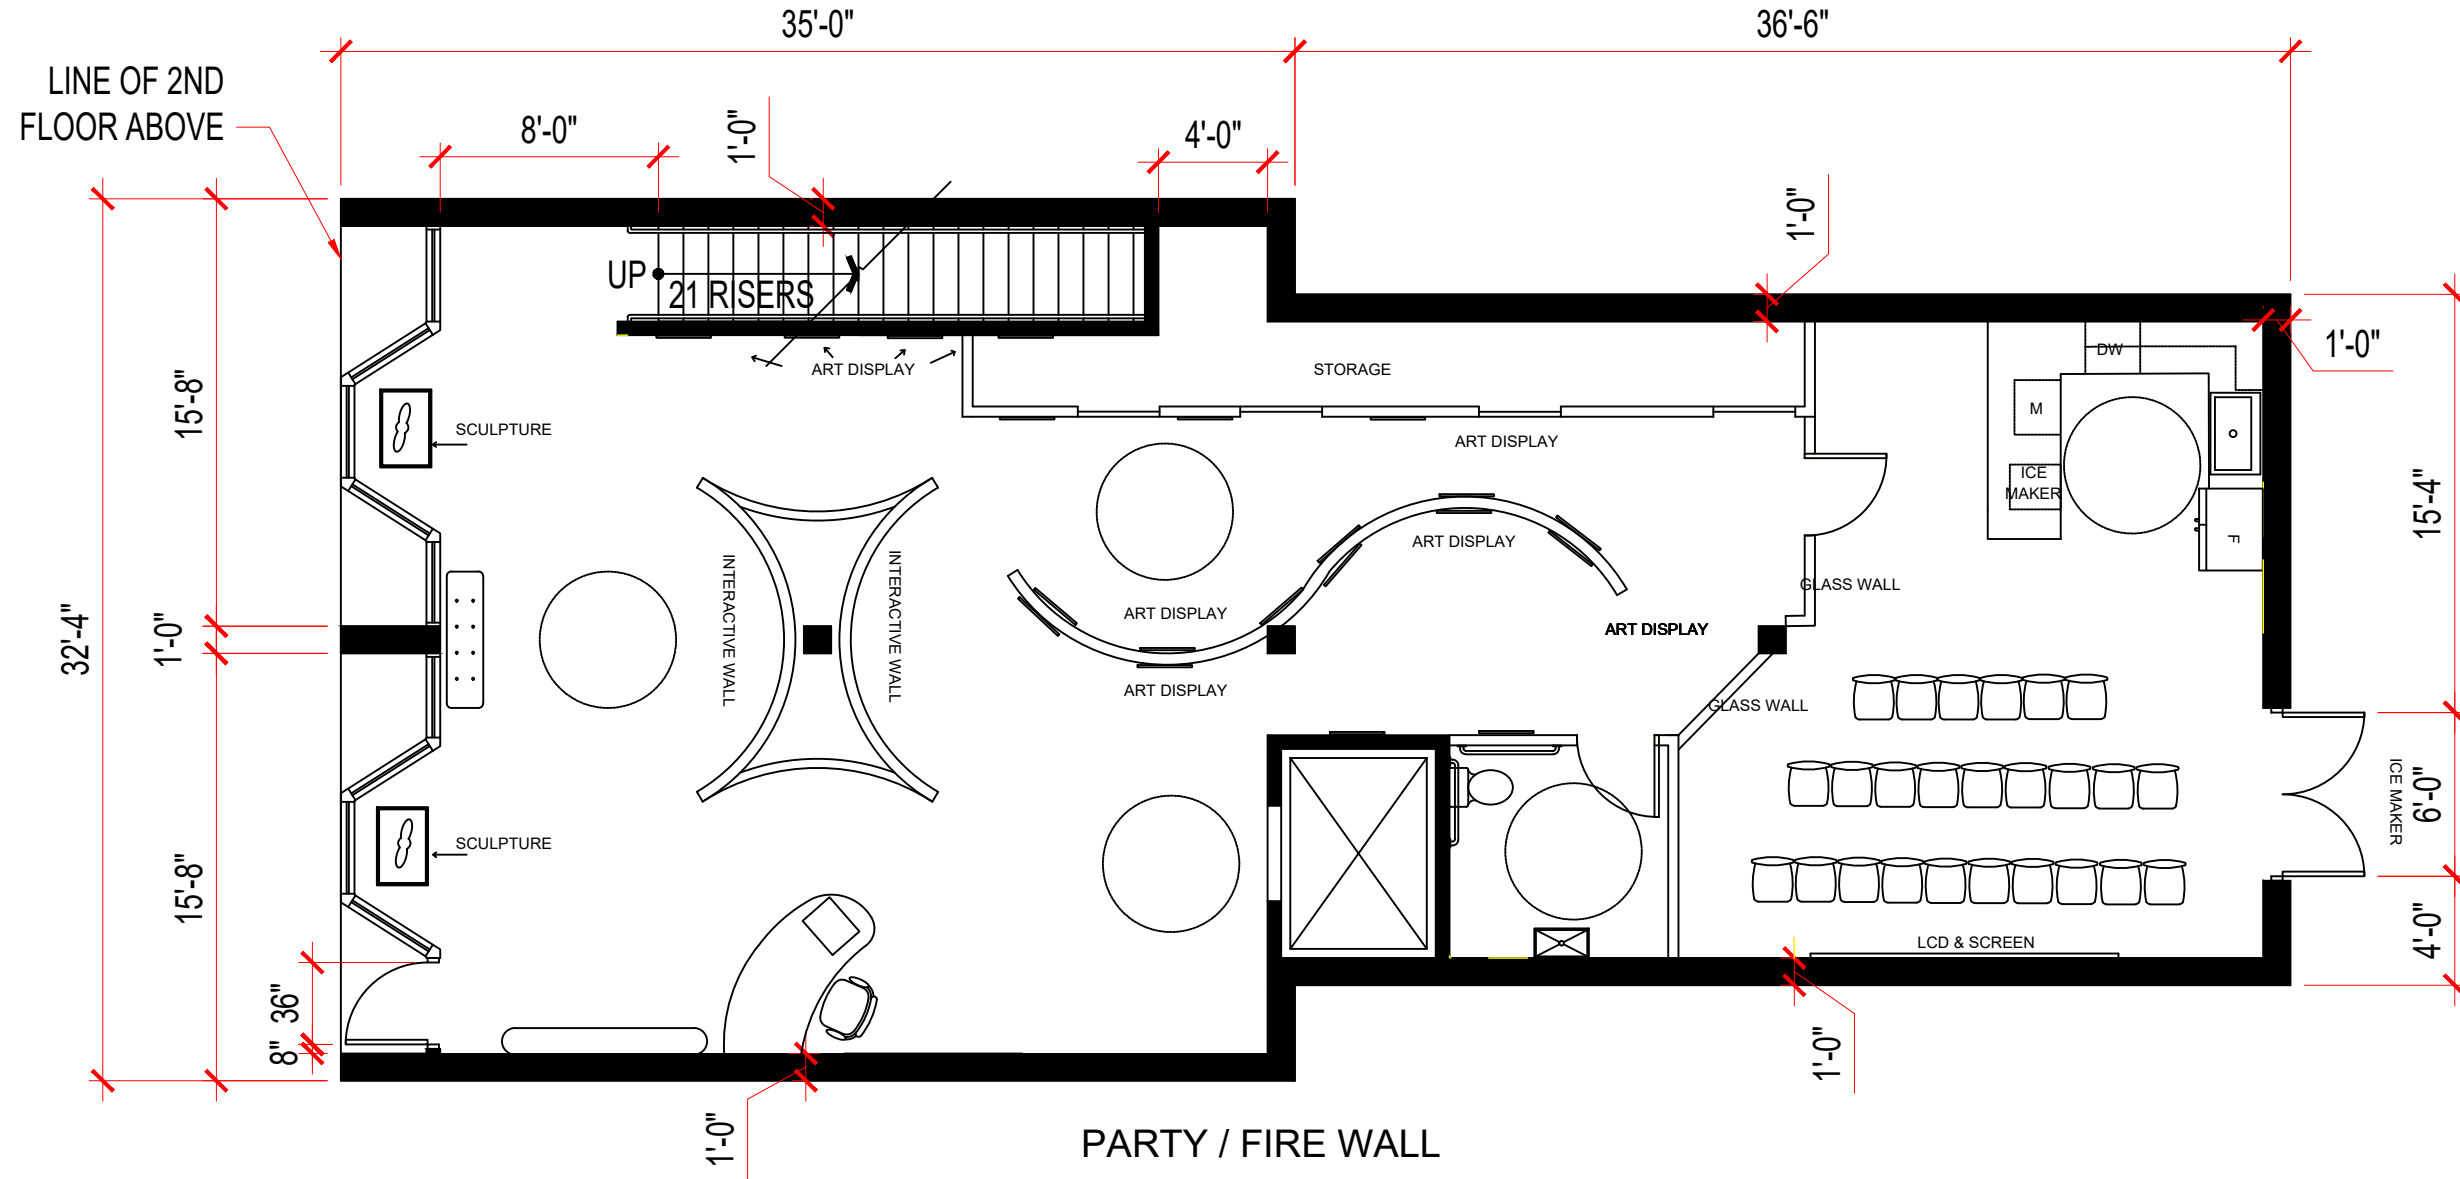 35'-0"
36'-6"
LINE OF 2ND
FLOOR ABOVE
8'-0"
1'-0"
4'-0"
1'-0"
UP
21 RISERS
1'-0"
DW
ART DISPLAY
STORAGE
15'-8"
M
SCULPTURE
ART DISPLAY
ICE
MAKER
15'-4"
F
ART DISPLAY
INTERACTIVE WALL
INTERACTIVE WALL
GLASS WALL
ART DISPLAY
ART DISPLAY
32'-4"
1'-0"
ART DISPLAY
GLASS WALL
ICE MAKER
6'-0"
SCULPTURE
15'-8"
4'-0"
LCD & SCREEN
36"
8"
1'-0"
1'-0"
PARTY / FIRE WALL